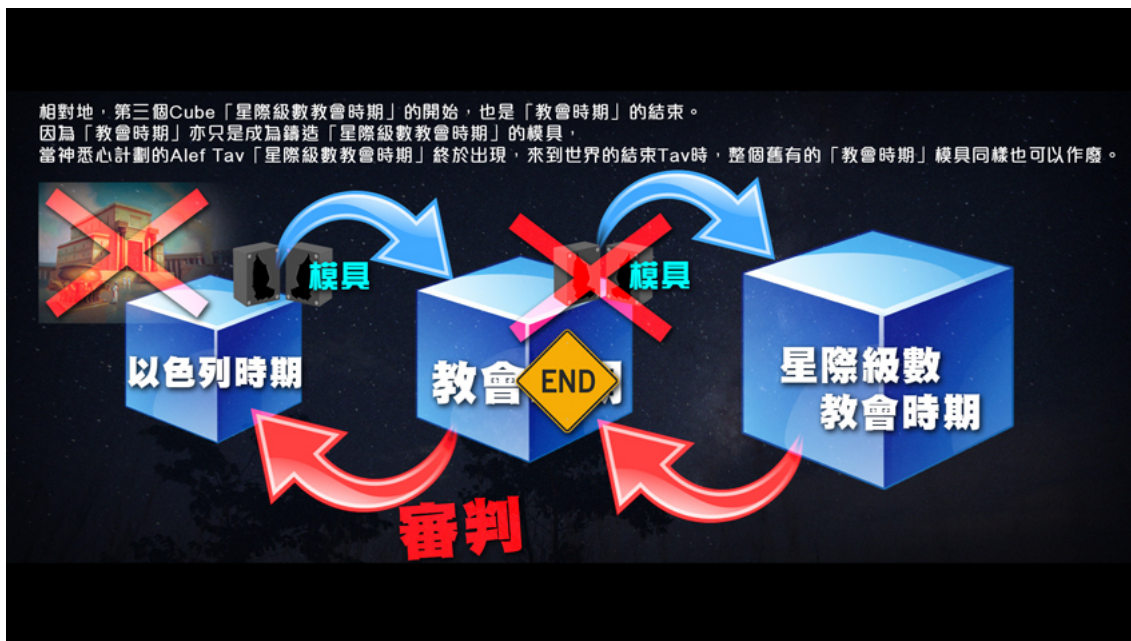 相對地，第三個Cube「星際級數教會時期」的開始，也是「教會時期」的結束。
因為「教會時期」亦只是成為鑄造「星際級數教會時期」的模具，
當神悉心計劃的Alef Tav「星際級數教會時期」終於出現，來到世界的結束Tav時，整個舊有的「教會時期」模具同樣也可以作廢。
模具
模具
以色列時期
教會
END
期
星際級數
教會時期
審判